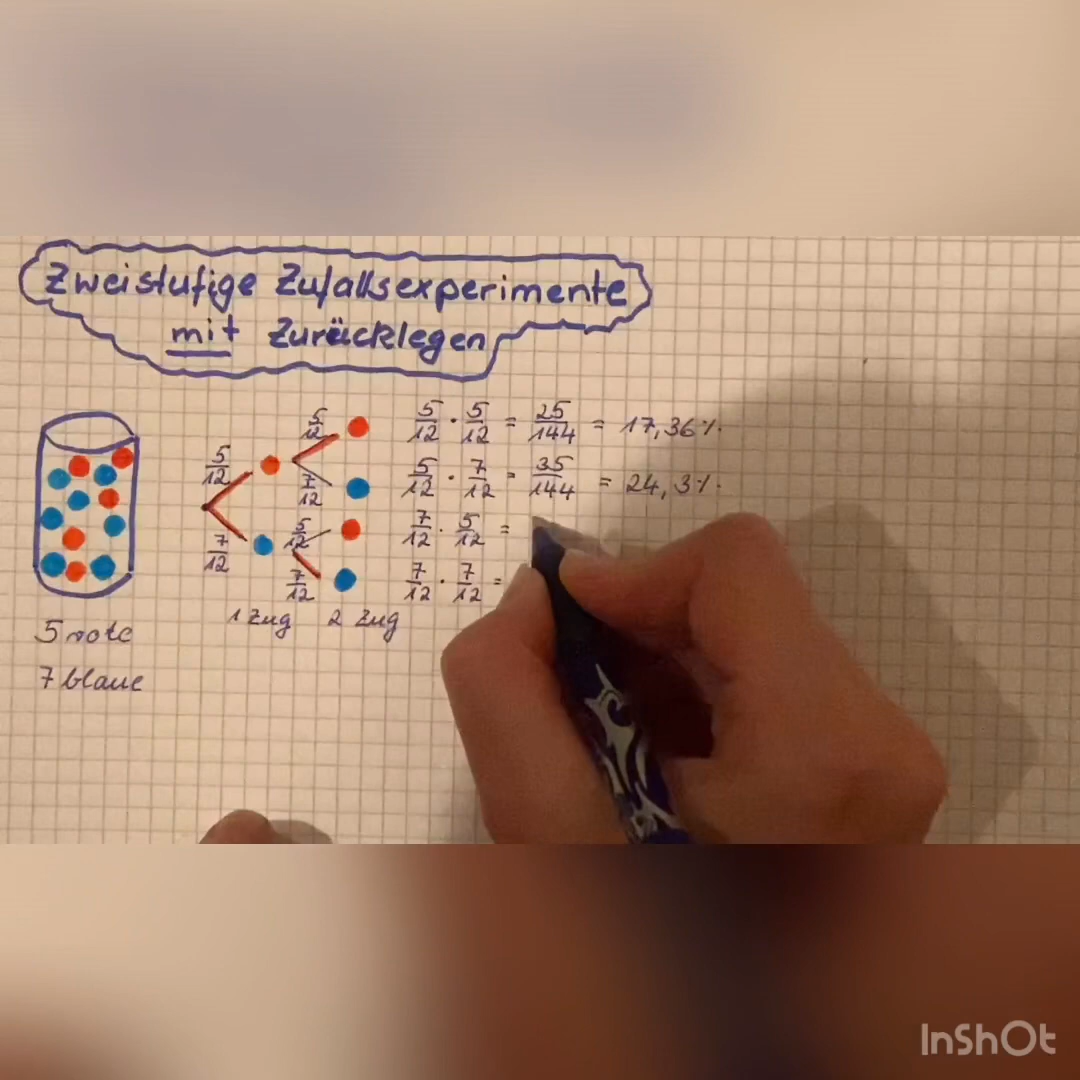 Zweistufige Zufallsexperimente
mit Zurücklegen
5/12 · 5/12 = 25/144 = 17,36%
5/12 · 7/12 = 35/144 = 24,3%
7/12 · 5/12 =
7/12 · 7/12 =
5/12
7/12
5/12
7/12
5/12
7/12
1 Zug 2 Zug
5 rote
7 blaue
InShOt